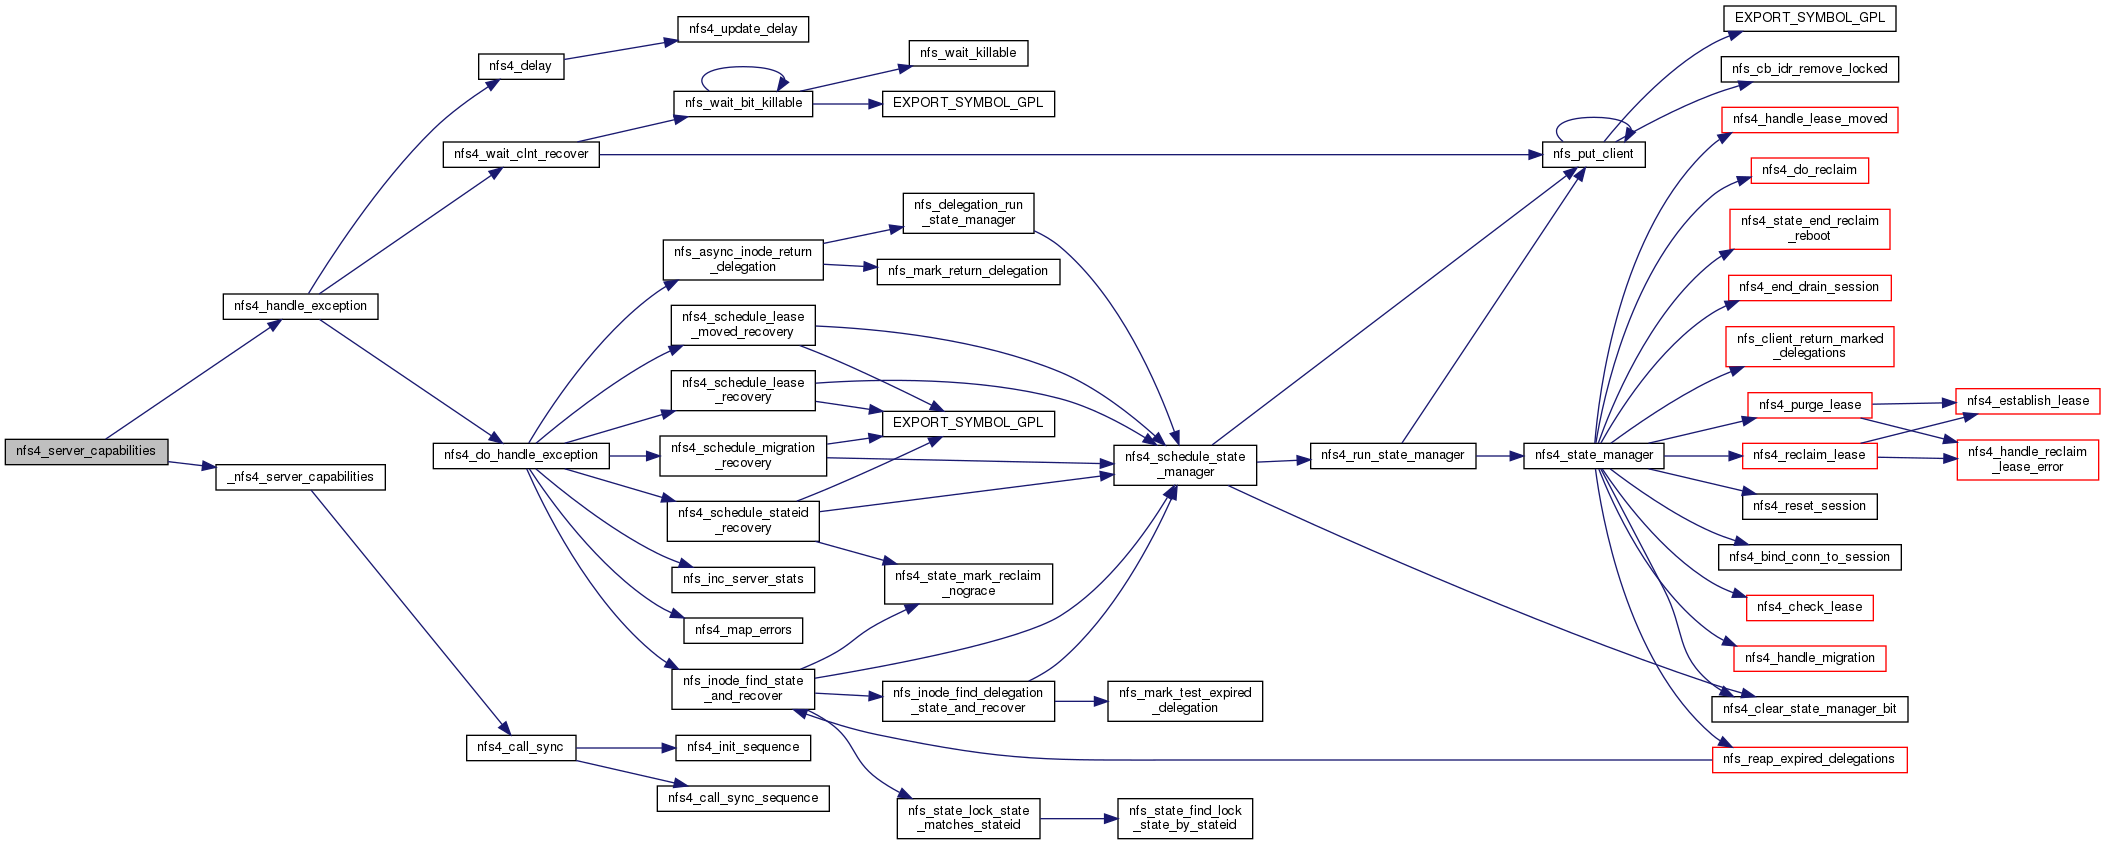 nfs4_server_capabilities
nfs4_handle_exception
_nfs4_server_capabilities
nfs4_delay
nfs4_wait_clnt_recover
nfs4_do_handle_exception
nfs4_call_sync
nfs4_update_delay
nfs_wait_bit_killable
nfs_async_inode_return
_delegation
nfs4_schedule_lease
_moved_recovery
nfs4_schedule_lease
_recovery
nfs4_schedule_migration
_recovery
nfs4_schedule_stateid
_recovery
nfs_inc_server_stats
nfs4_map_errors
nfs_inode_find_state
_and_recover
nfs4_init_sequence
nfs4_call_sync_sequence
nfs_wait_killable
EXPORT_SYMBOL_GPL
nfs_delegation_run
_state_manager
nfs_mark_return_delegation
EXPORT_SYMBOL_GPL
nfs4_state_mark_reclaim
_nograce
nfs_inode_find_delegation
_state_and_recover
nfs_state_lock_state
_matches_stateid
nfs4_schedule_state
_manager
nfs_mark_test_expired
_delegation
nfs_state_find_lock
_state_by_stateid
nfs4_run_state_manager
nfs_put_client
nfs4_state_manager
EXPORT_SYMBOL_GPL
nfs_cb_idr_remove_locked
nfs4_handle_lease_moved
nfs4_do_reclaim
nfs4_state_end_reclaim
_reboot
nfs4_end_drain_session
nfs_client_return_marked
_delegations
nfs4_purge_lease
nfs4_reclaim_lease
nfs4_reset_session
nfs4_bind_conn_to_session
nfs4_check_lease
nfs4_handle_migration
nfs4_clear_state_manager_bit
nfs_reap_expired_delegations
nfs4_establish_lease
nfs4_handle_reclaim
_lease_error